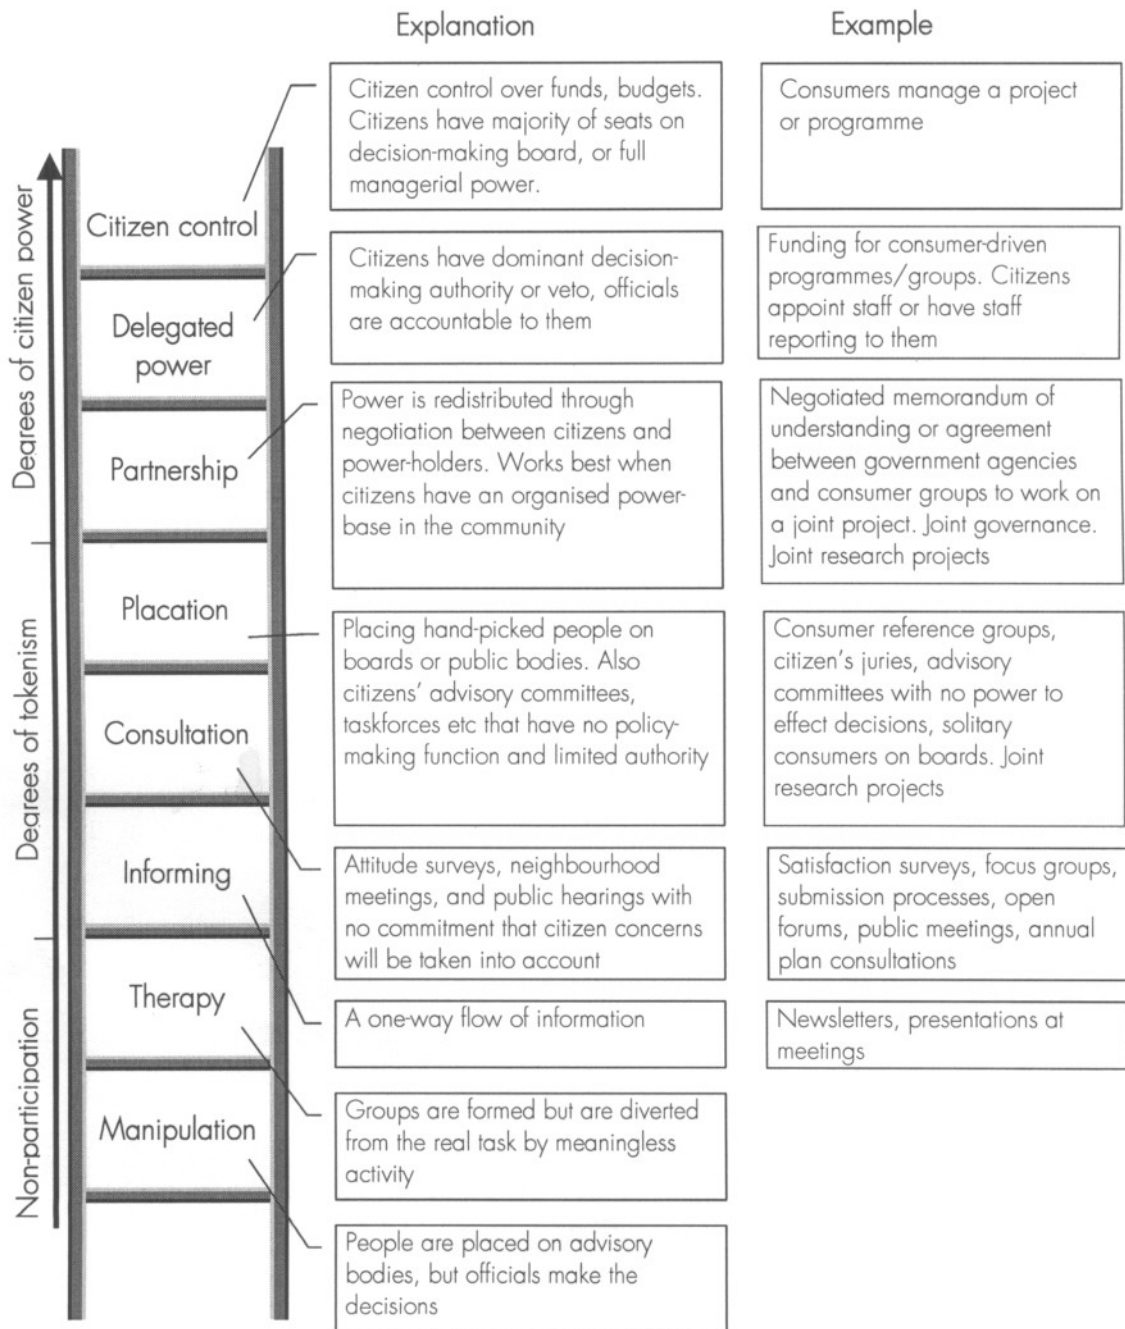 Explanation
Example
Degrees of citizen power
Degrees of tokenism
Non-participation
Citizen control
Citizen control over funds, budgets.
Citizens have majority of seats on
decision-making board, or full
managerial power.
Consumers manage a project
or programme
Delegated
power
Citizens have dominant decision-
making authority or veto, officials
are accountable to them
Funding for consumer-driven
programmes/groups. Citizens
appoint staff or have staff
reporting to them
Partnership
Power is redistributed through
negotiation between citizens and
power-holders. Works best when
citizens have an organised power-
base in the community
Negotiated memorandum of
understanding or agreement
between government agencies
and consumer groups to work on
a joint project. Joint governance.
Joint research projects
Placation
Placing hand-picked people on
boards or public bodies. Also
citizens' advisory committees,
taskforces etc that have no policy-
making function and limited authority
Consumer reference groups,
citizen's juries, advisory
committees with no power to
effect decisions, solitary
consumers on boards. Joint
research projects
Consultation
Attitude surveys, neighbourhood
meetings, and public hearings with
no commitment that citizen concerns
will be taken into account
Satisfaction surveys, focus groups,
submission processes, open
forums, public meetings, annual
plan consultations
Informing
A one-way flow of information
Newsletters, presentations at
meetings
Therapy
Groups are formed but are diverted
from the real task by meaningless
activity
Manipulation
People are placed on advisory
bodies, but officials make the
decisions